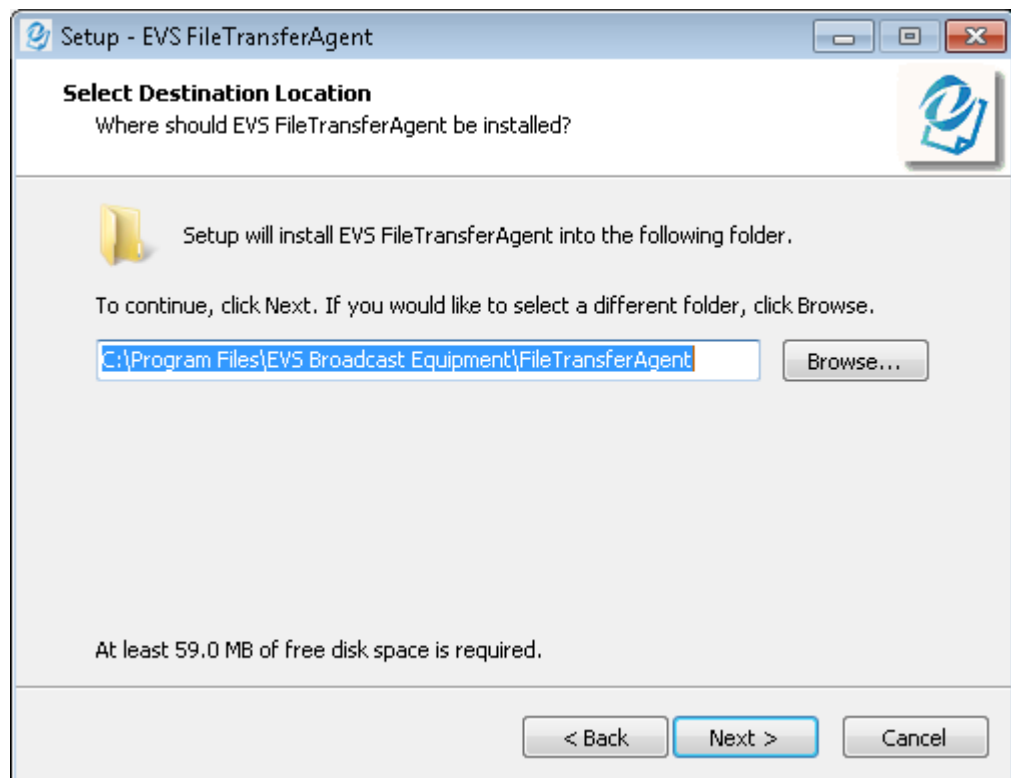 Setup - EVS FileTransferAgent
Select Destination Location
Where should EVS FileTransferAgent be installed?
Setup will install EVS FileTransferAgent into the following folder.
To continue, click Next. If you would like to select a different folder, click Browse.
C:\Program Files\EVS Broadcast Equipment\FileTransferAgent
Browse...
At least 59.0 MB of free disk space is required.
< Back
Next >
Cancel